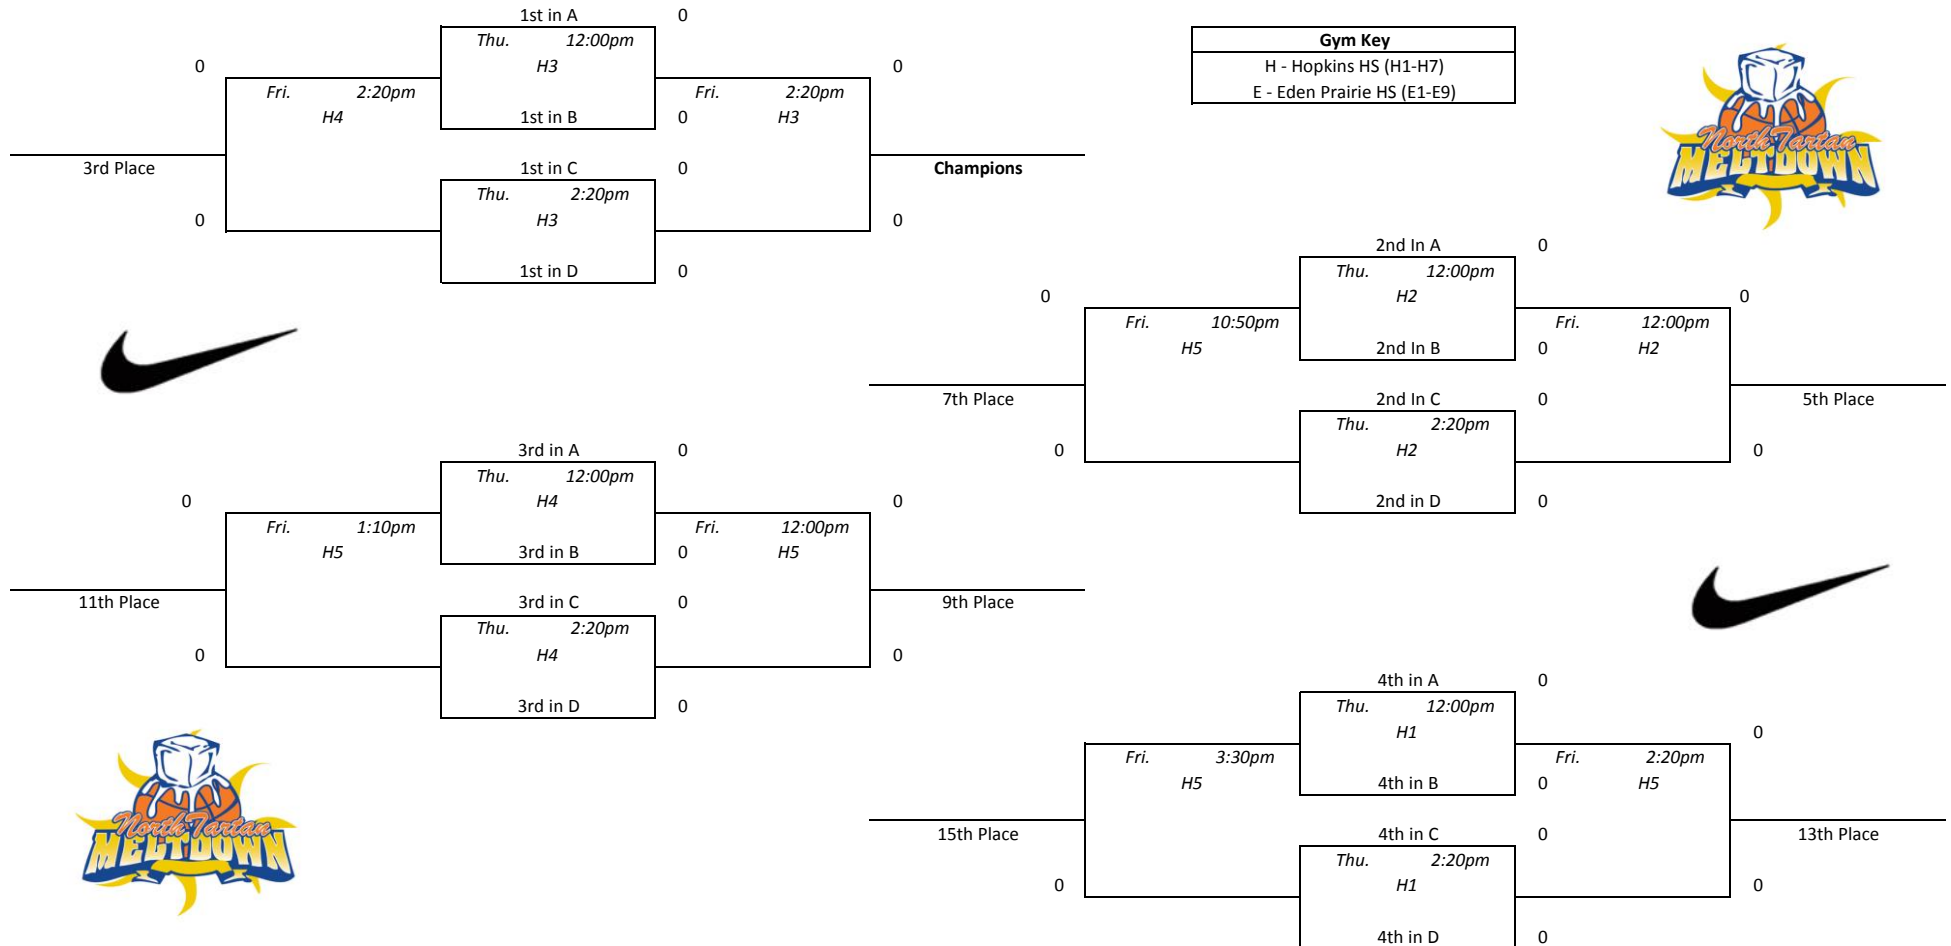 1st in A 0
Thu. 12:00pm
H3
0 0
Fri. 2:20pm Fri. 2:20pm
H4 1st in B 0 H3
3rd Place 1st in C 0 Champions
Thu. 2:20pm
0 H3 0
1st in D 0
Gym Key
H - Hopkins HS (H1-H7)
E - Eden Prairie HS (E1-E9)
North Tartan
MELTDOWN
2nd In A 0
Thu. 12:00pm
0 H2 0
Fri. 10:50pm Fri. 12:00pm
H5 2nd In B 0 H2
7th Place 2nd In C 0 5th Place
Thu. 2:20pm
0 H2 0
2nd in D 0
3rd in A 0
Thu. 12:00pm
0 H4 0
Fri. 1:10pm Fri. 12:00pm
H5 3rd in B 0 H5
11th Place 3rd in C 0 9th Place
Thu. 2:20pm
0 H4 0
3rd in D 0
4th in A 0
Thu. 12:00pm
H1 0
Fri. 3:30pm Fri. 2:20pm
H5 4th in B 0 H5
15th Place 4th in C 0 13th Place
Thu. 2:20pm
0 H1 0
4th in D 0
North Tartan
MELTDOWN